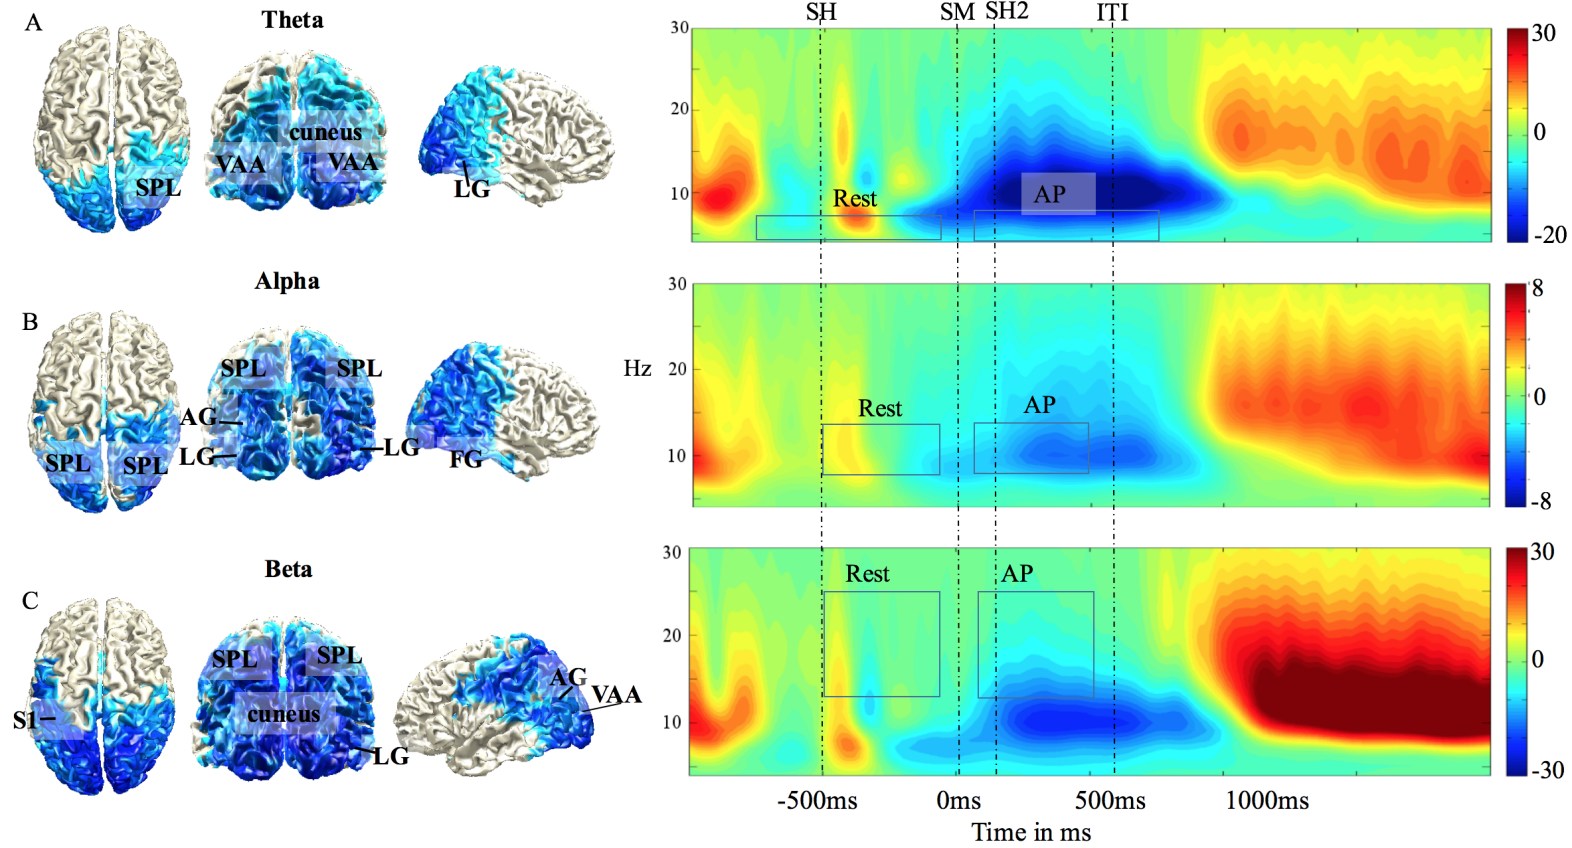 A
Theta
SPL
cuneus
VAA
VAA
LG
SH
SM
SH2
ITI
30
20
10
Rest
AP
30
0
-20
B
Alpha
SPL
SPL
SPL
SPL
AG
LG
LG
FG
Hz
30
20
10
Rest
AP
8
4
0
-4
-8
C
Beta
S1
SPL
SPL
cuneus
LG
AG
VAA
30
20
10
Rest
AP
30
0
-30
-500ms
0ms
500ms
1000ms
Time in ms